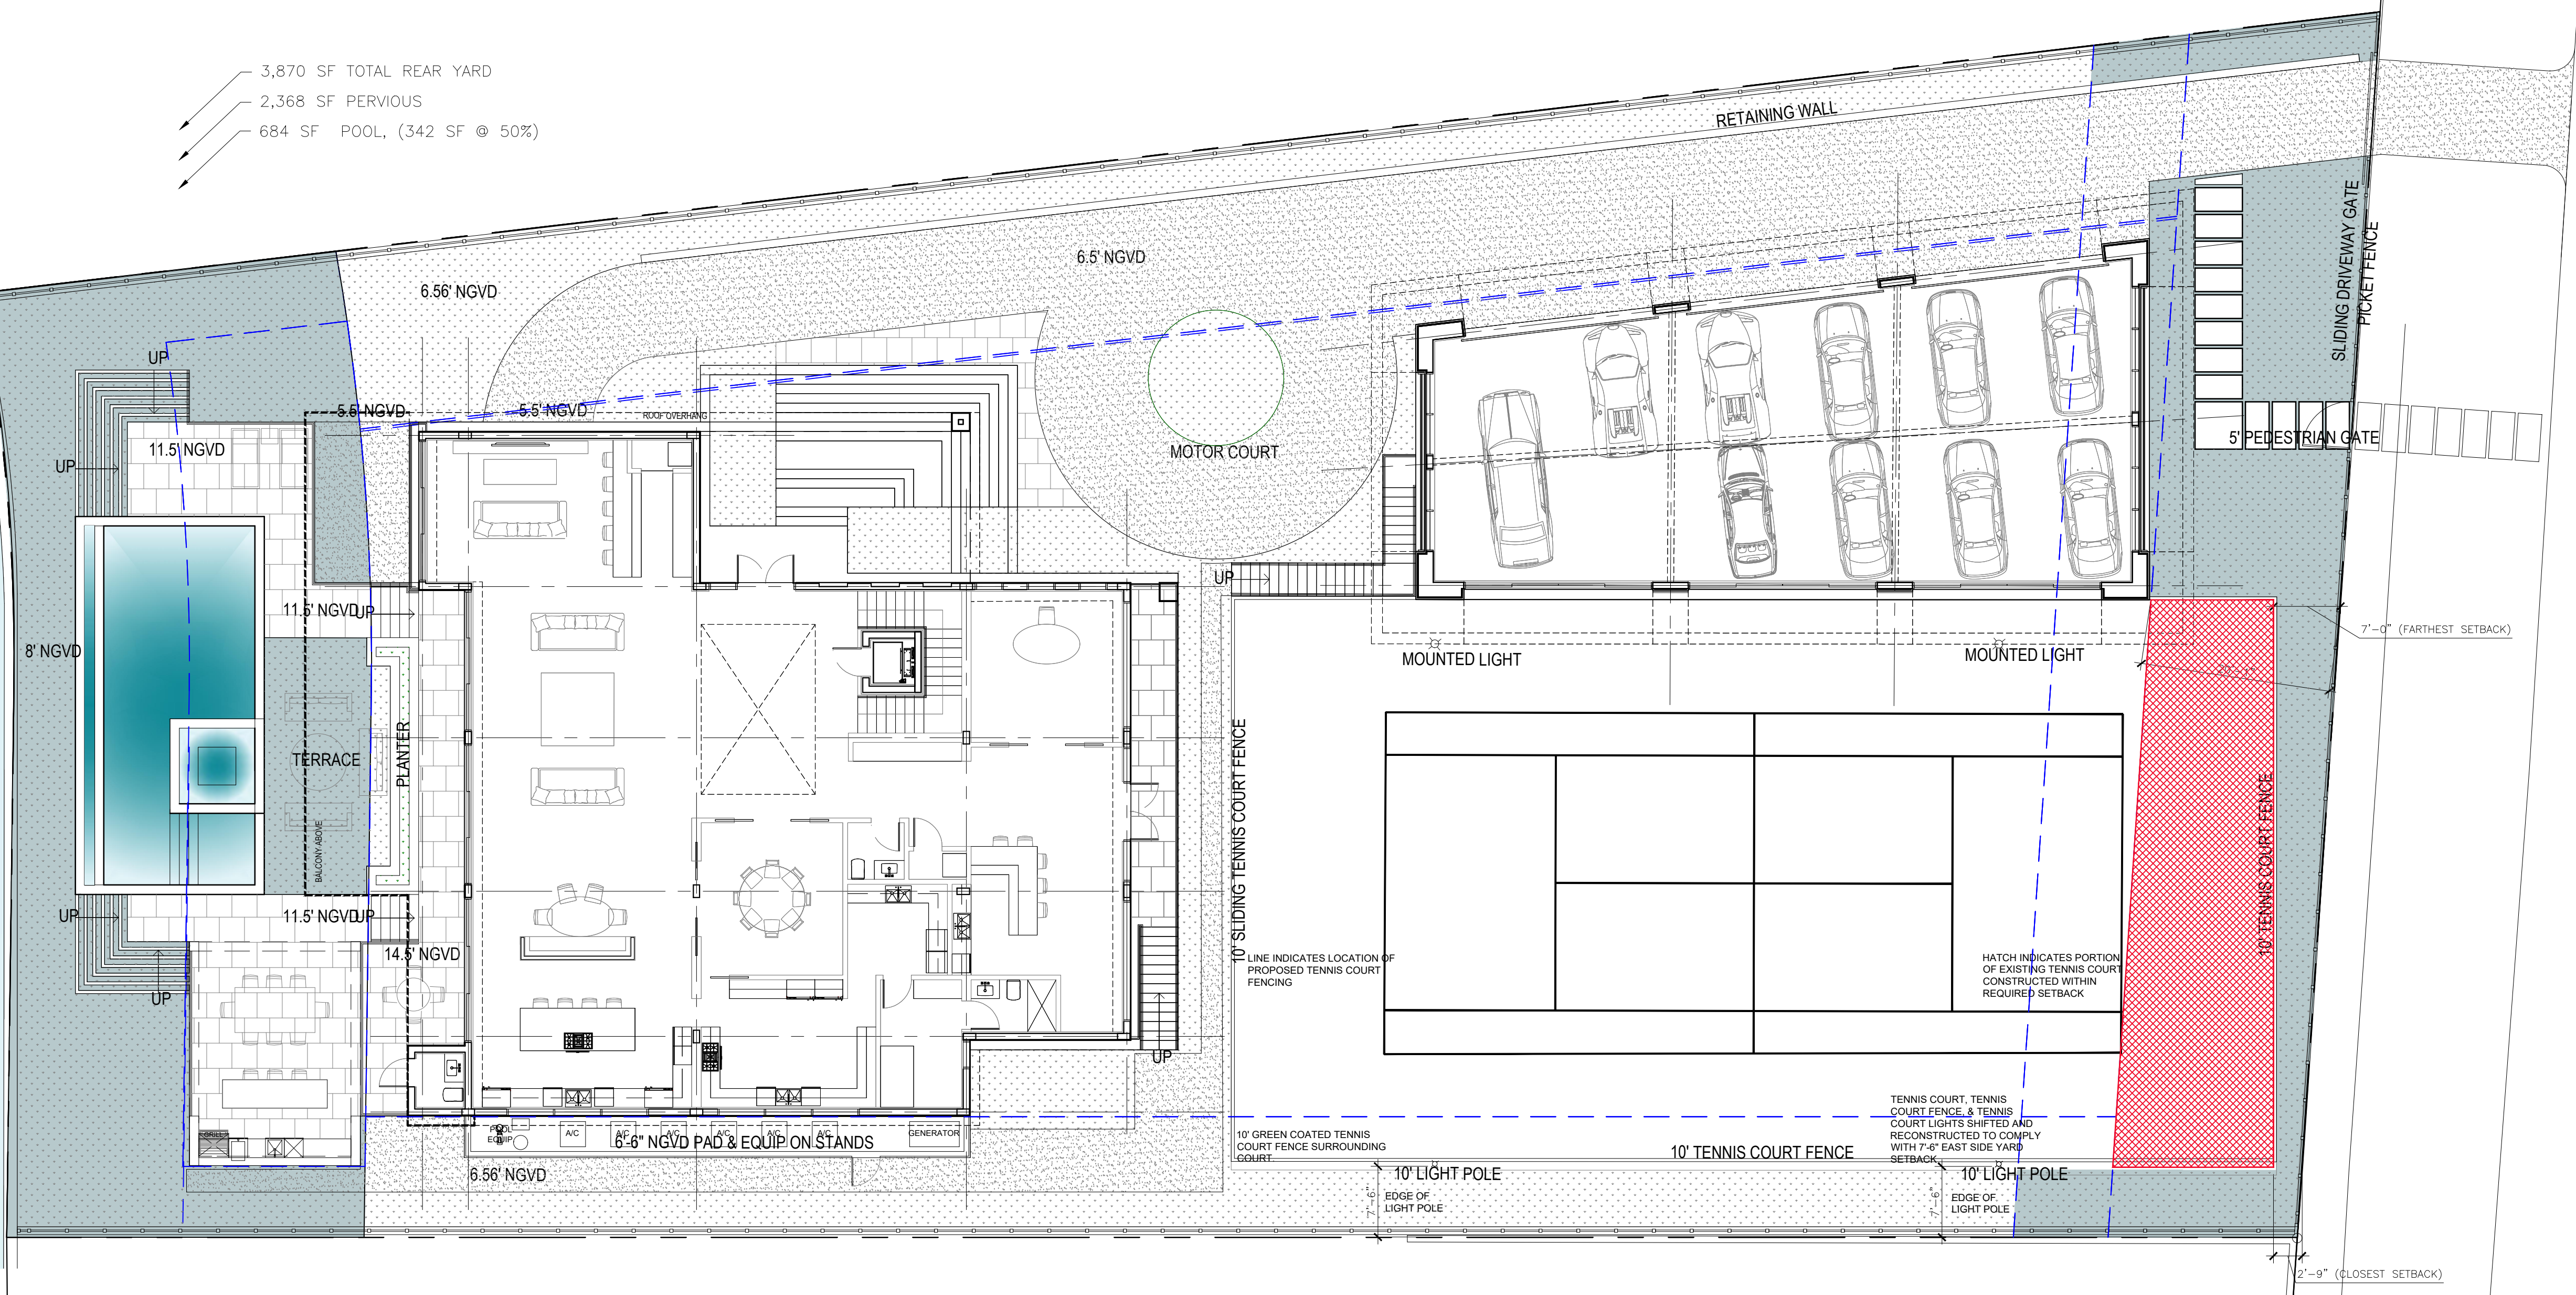 3,870 SF TOTAL REAR YARD
2,368 SF PERVIOUS
684 SF POOL, (342 SF @ 50%)
RETAINING WALL
SLIDING DRIVEWAY GATE
PICKET FENCE
6.5' NGVD
6.56' NGVD
UP
5.5' NGVD
5.5' NGVD
ROOF OVERHANG
11.5' NGVD
UP
MOTOR COURT
5' PEDESTRIAN GATE
UP
11.5' NGVD
UP
8' NGVD
7'-0" (FARTHEST SETBACK)
MOUNTED LIGHT
MOUNTED LIGHT
TERRACE
PLANTER
BALCONY ABOVE
10' SLIDING TENNIS COURT FENCE
10' TENNIS COURT FENCE
UP
11.5' NGVD
UP
14.5' NGVD
UP
UP
LINE INDICATES LOCATION OF
PROPOSED TENNIS COURT
FENCING
HATCH INDICATES PORTION
OF EXISTING TENNIS COURT
CONSTRUCTED WITHIN
REQUIRED SETBACK
TENNIS COURT, TENNIS
COURT FENCE, & TENNIS
COURT LIGHTS SHIFTED AND
RECONSTRUCTED TO COMPLY
WITH 7'-6" EAST SIDE YARD
SETBACK
GRILL
POOL
EQUIP
A/C
A/C
A/C
A/C
A/C
A/C
GENERATOR
6'-6" NGVD PAD & EQUIP ON STANDS
6.56' NGVD
10' GREEN COATED TENNIS
COURT FENCE SURROUNDING
COURT.
10' TENNIS COURT FENCE
10' LIGHT POLE
10' LIGHT POLE
7'-6"
EDGE OF
LIGHT POLE
7'-6"
EDGE OF
LIGHT POLE
2'-9" (CLOSEST SETBACK)